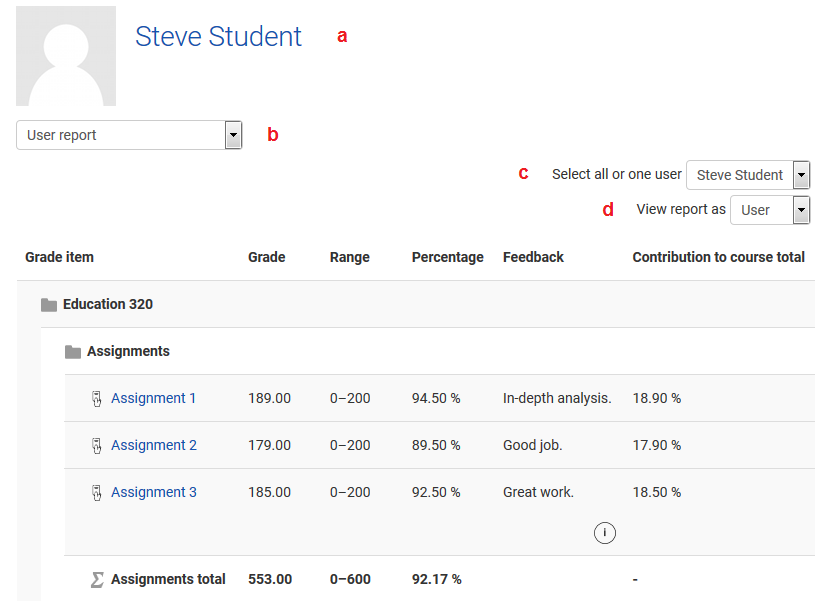 Steve Student a
User report b
c Select all or one user Steve Student
d View report as User
Grade item Grade Range Percentage Feedback Contribution to course total
Education 320
Assignments
Assignment 1 189.00 0–200 94.50 % In-depth analysis. 18.90 %
Assignment 2 179.00 0–200 89.50 % Good job. 17.90 %
Assignment 3 185.00 0–200 92.50 % Great work. 18.50 %
i
Σ Assignments total 553.00 0–600 92.17 % -